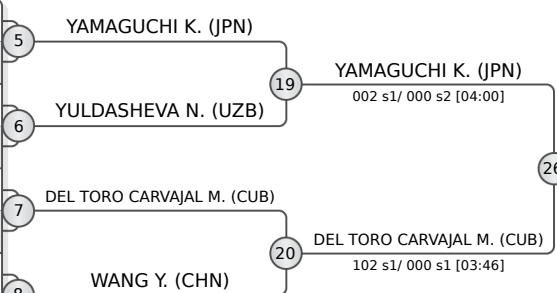 YAMAGUCHI K. (JPN)
5
19
YAMAGUCHI K. (JPN)
002 s1/ 000 s2 [04:00]
YULDASHEVA N. (UZB)
6
26
DEL TORO CARVAJAL M. (CUB)
7
20
DEL TORO CARVAJAL M. (CUB)
102 s1/ 000 s1 [03:46]
WANG Y. (CHN)
8